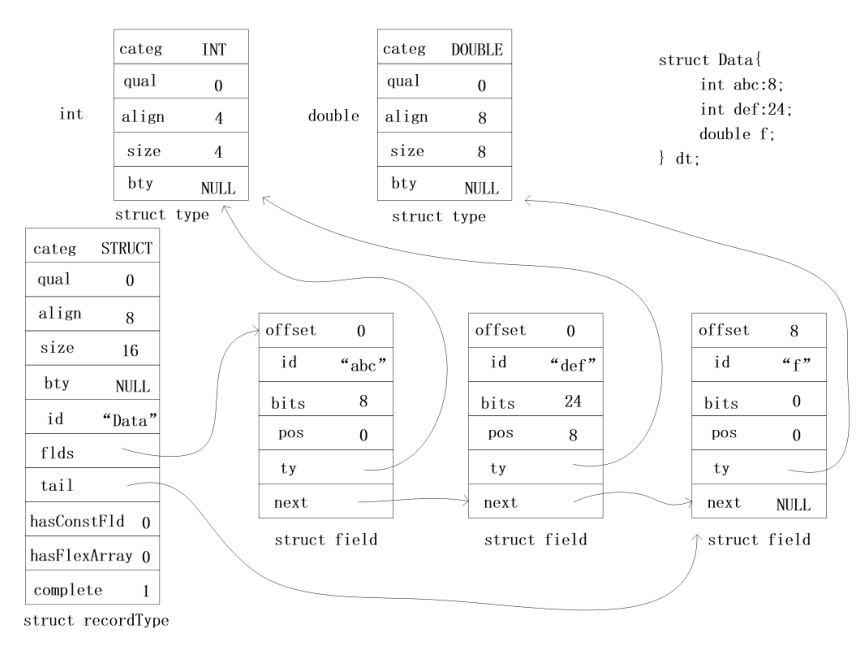 categ INT
qual 0
align 4
size 4
bty NULL
int
struct type
categ DOUBLE
qual 0
align 8
size 8
bty NULL
double
struct type
struct Data{
int abc:8;
int def:24;
double f;
} dt;
categ STRUCT
qual 0
align 8
size 16
bty NULL
id “Data”
flds
tail
hasConstFld 0
hasFlexArray 0
complete 1
struct recordType
offset 0
id “abc”
bits 8
pos 0
ty
next
struct field
offset 0
id “def”
bits 24
pos 8
ty
next
struct field
offset 8
id “f”
bits 0
pos 0
ty
next NULL
struct field